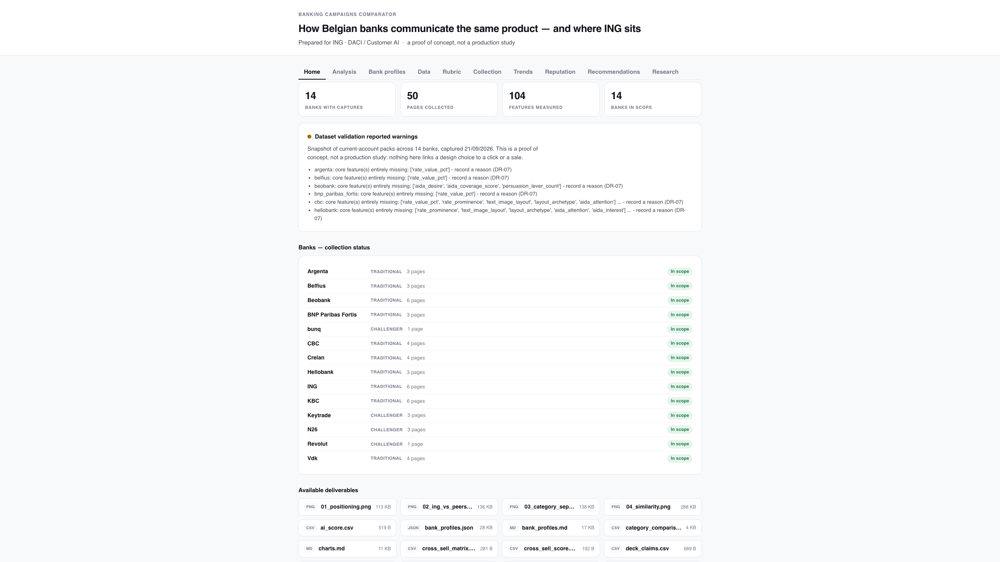 BANKING CAMPAIGNS COMPARATOR
How Belgian banks communicate the same product — and where ING sits
Prepared for ING · DACI / Customer AI · a proof of concept, not a production study
Home Analysis Bank profiles Data Rubric Collection Trends Reputation Recommendations Research
14 50 104 14
BANKS WITH CAPTURES PAGES COLLECTED FEATURES MEASURED BANKS IN SCOPE
Dataset validation reported warnings
Snapshot of current-account packs across 14 banks, captured 21/09/2026. This is a proof of
concept, not a production study: nothing here links a design choice to a click or a sale.
• argenta: core feature(s) entirely missing: ['rate_value_pct'] - record a reason (DR-07)
• belfius: core feature(s) entirely missing: ['rate_value_pct'] - record a reason (DR-07)
• beobank: core feature(s) entirely missing: ['aida_desire', 'aida_coverage_score', 'persuasion_lever_count'] - record a reason (DR-07)
• bnp_paribas_fortis: core feature(s) entirely missing: ['rate_value_pct'] - record a reason (DR-07)
• cbc: core feature(s) entirely missing: ['rate_value_pct', 'rate_prominence', 'text_image_layout', 'layout_archetype', 'aida_attention'] ... - record a reason (DR-07)
• hellobank: core feature(s) entirely missing: ['rate_prominence', 'text_image_layout', 'layout_archetype', 'aida_attention', 'aida_interest'] ... - record a reason (DR-
07)
Banks — collection status
Argenta TRADITIONAL 3 pages In scope
Belfius TRADITIONAL 3 pages In scope
Beobank TRADITIONAL 6 pages In scope
BNP Paribas Fortis TRADITIONAL 3 pages In scope
bunq CHALLENGER 1 page In scope
CBC TRADITIONAL 4 pages In scope
Crelan TRADITIONAL 4 pages In scope
Hellobank TRADITIONAL 3 pages In scope
ING TRADITIONAL 6 pages In scope
KBC TRADITIONAL 6 pages In scope
Keytrade CHALLENGER 3 pages In scope
N26 CHALLENGER 3 pages In scope
Revolut CHALLENGER 1 page In scope
Vdk TRADITIONAL 4 pages In scope
Available deliverables
PNG 01_positioning.png 113 KB PNG 02_ing_vs_peers... 136 KB PNG 03_category_sep... 138 KB PNG 04_similarity.png 288 KB
CSV ai_score.csv 519 B JSON bank_profiles.json 28 KB MD bank_profiles.md 17 KB CSV category_comparis... 4 KB
MD charts.md 11 KB CSV cross_sell_matrix.... 281 B CSV cross_sell_score.... 192 B CSV deck_claims.csv 689 B